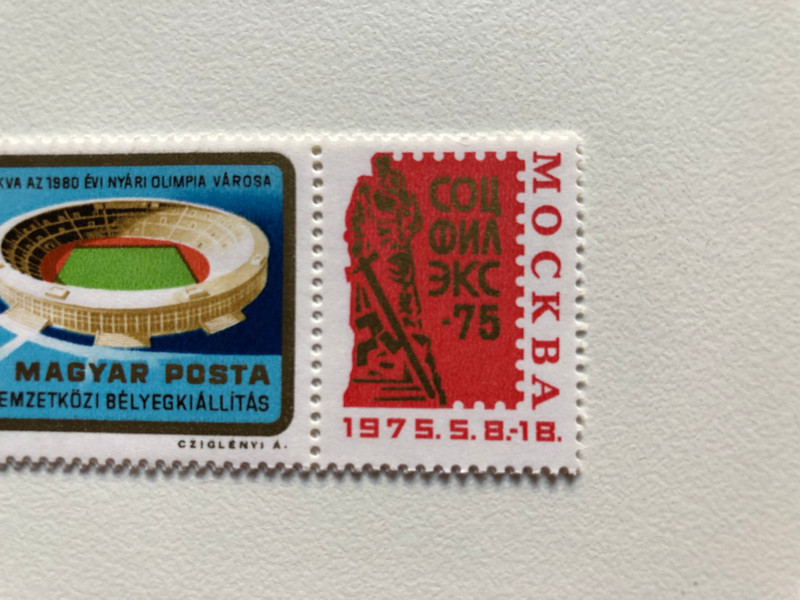 KVA AZ 1980 ÉVI NYÁRI OLIMPIA VÁROSA
MAGYAR POSTA
EMZETKÖZI BÉLYEGKIÁLLÍTÁS
CZIGLÉNYI Á.
СОЦ
ФИЛ
ЭКС
-75
МОСКВА
1975.5.8.-18.